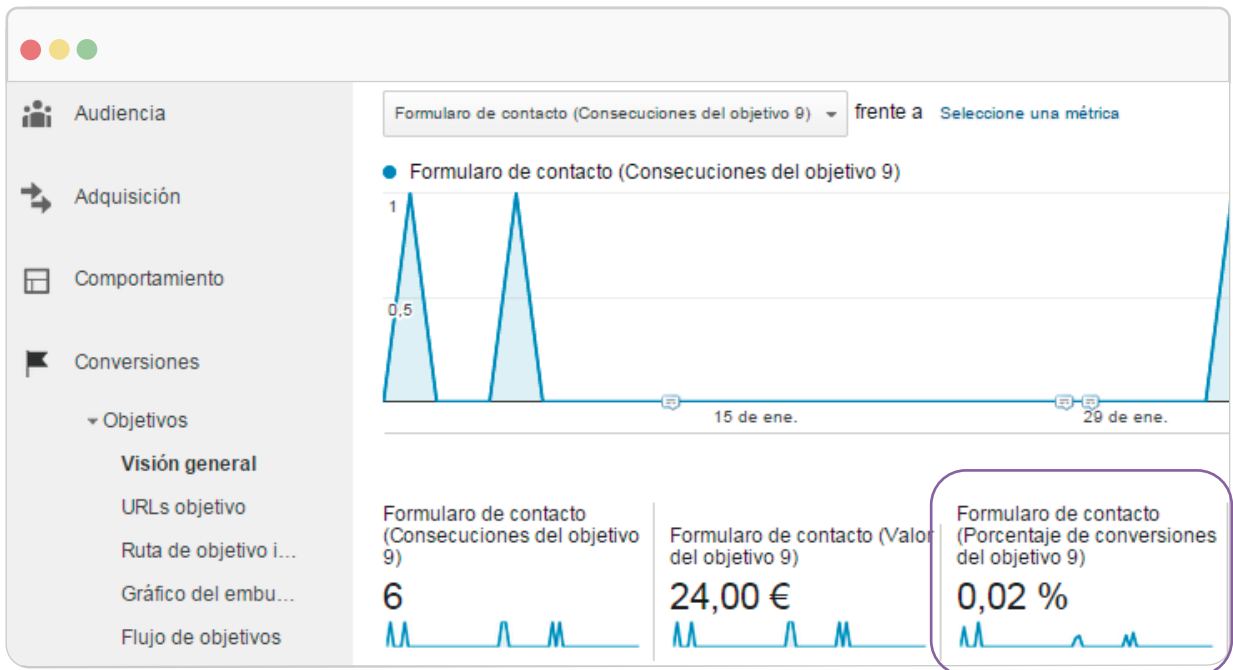 Audiencia
Adquisición
Comportamiento
Conversiones
Objetivos
Visión general
URLs objetivo
Ruta de objetivo i...
Gráfico del embu...
Flujo de objetivos
Formularo de contacto (Consecuciones del objetivo 9) frente a Seleccione una métrica
Formularo de contacto (Consecuciones del objetivo 9)
1
0,5
15 de ene.
29 de ene.
Formularo de contacto
(Consecuciones del objetivo
9)
6
Formularo de contacto (Valor
del objetivo 9)
24,00 €
Formularo de contacto
(Porcentaje de conversiones
del objetivo 9)
0,02 %